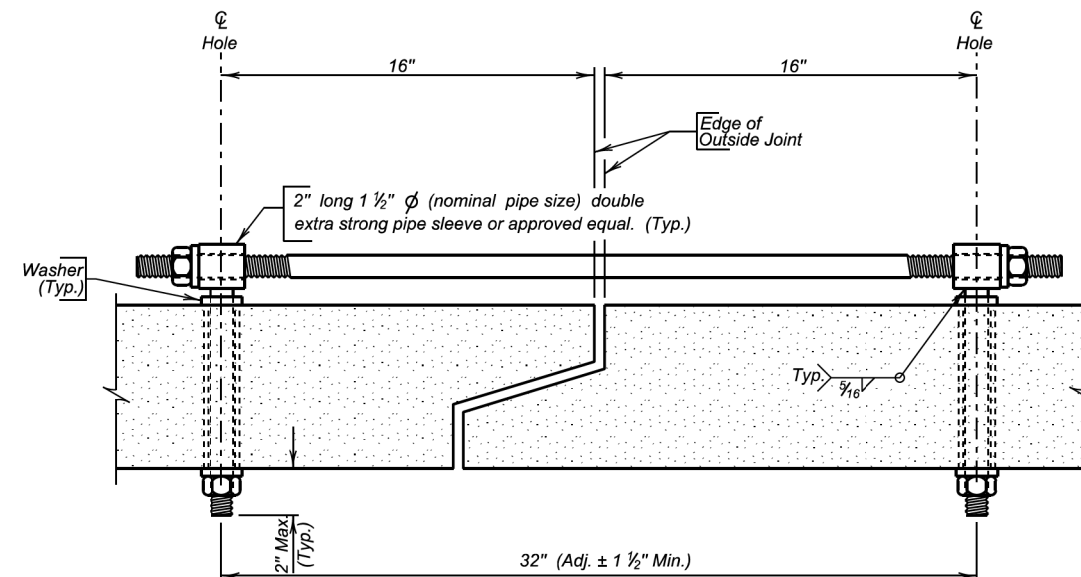 ℄
Hole
℄
Hole
16"
16"
Edge of
Outside Joint
2" long 1 ½" ϕ (nominal pipe size) double
extra strong pipe sleeve or approved equal. (Typ.)
Washer
(Typ.)
Typ.
5/16
2" Max.
(Typ.)
32" (Adj. ± 1 ½" Min.)